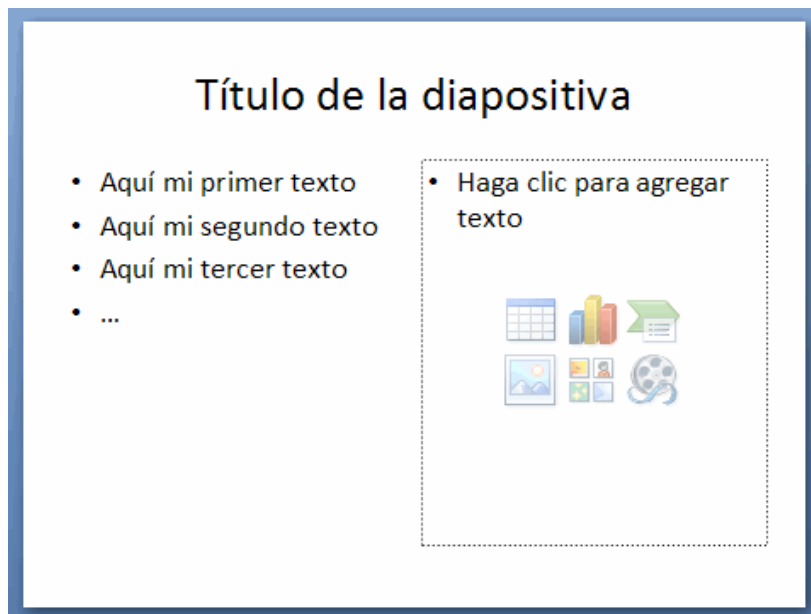 Título de la diapositiva
• Aquí mi primer texto
• Aquí mi segundo texto
• Aquí mi tercer texto
• ...
• Haga clic para agregar
texto